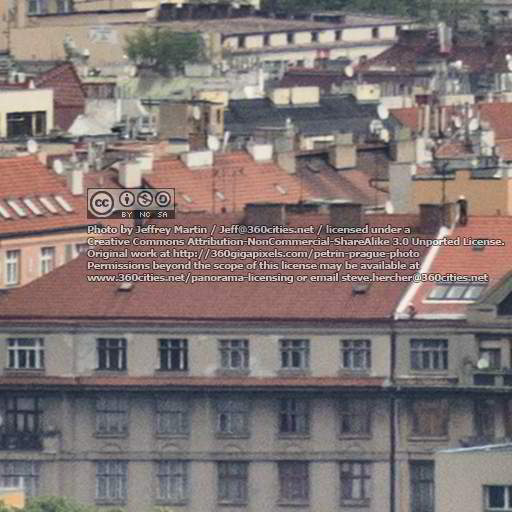 cc
BY NC SA
Photo by Jeffrey Martin / Jeff@360cities.net / licensed under a
Creative Commons Attribution-NonCommercial-ShareAlike 3.0 Unported License.
Original work at http://360gigapixels.com/petrin-prague-photo
Permissions beyond the scope of this license may be available at
www.360cities.net/panorama-licensing or email steve.hercher@360cities.net